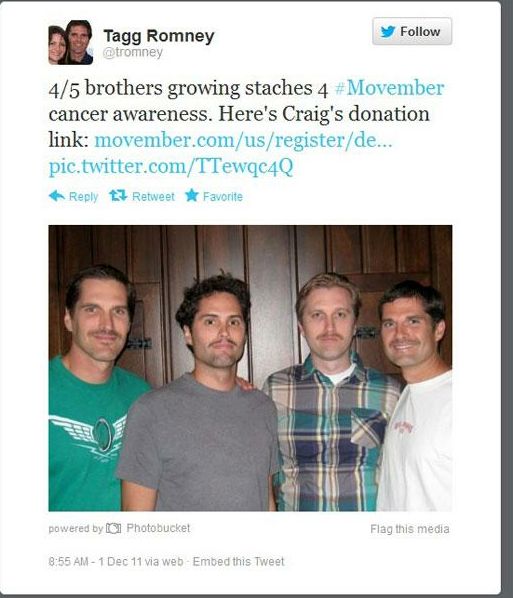 Tagg Romney
@tromney
Follow
4/5 brothers growing staches 4 #Movember
cancer awareness. Here's Craig's donation
link: movember.com/us/register/de...
pic.twitter.com/TTewqc4Q
Reply Retweet Favorite
powered by Photobucket
Flag this media
8:55 AM - 1 Dec 11 via web · Embed this Tweet